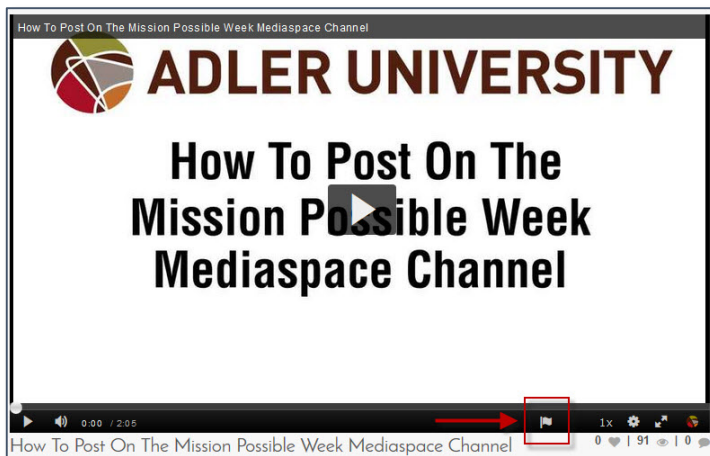 How To Post On The Mission Possible Week Mediaspace Channel
ADLER UNIVERSITY
How To Post On The
Mission Possible Week
Mediaspace Channel
0:00 / 2:05
1x
How To Post On The Mission Possible Week Mediaspace Channel
0 | 91 | 0